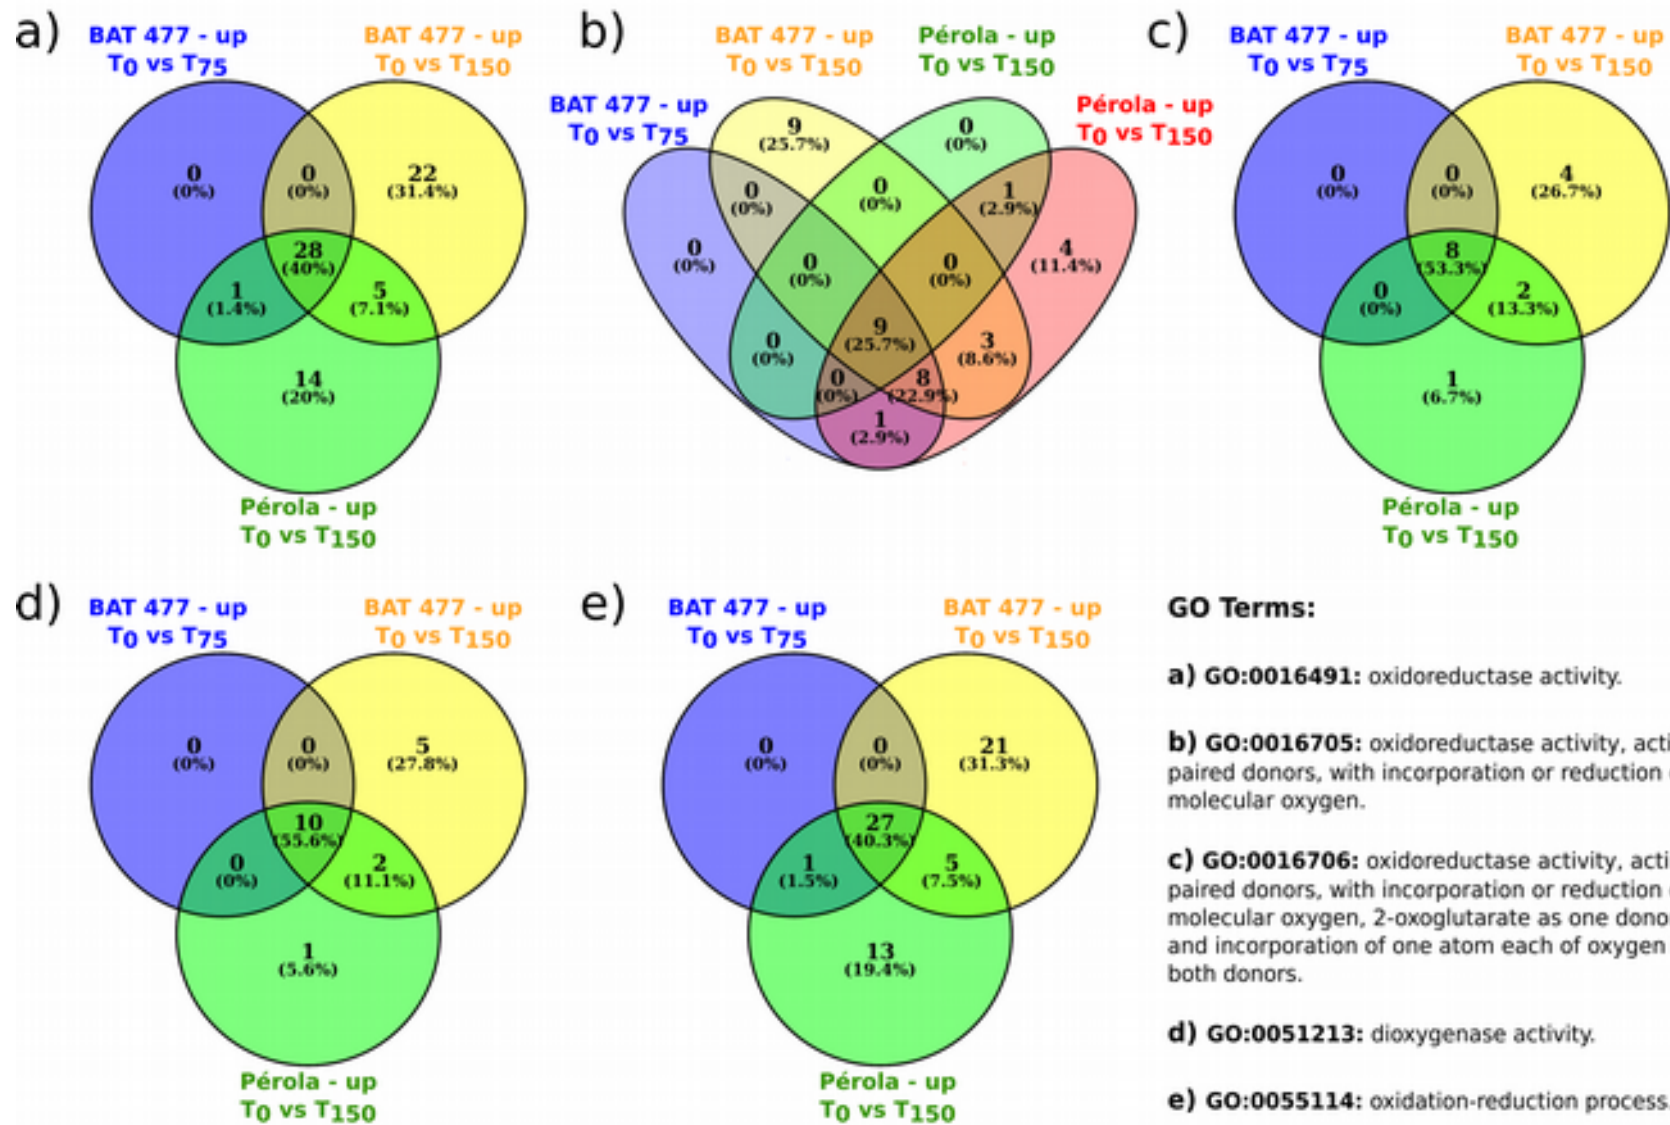 a)
BAT 477 - up
T0 vs T75
BAT 477 - up
T0 vs T150
0
(0%)
0
(0%)
22
(31.4%)
28
(40%)
1
(1.4%)
5
(7.1%)
14
(20%)
Pérola - up
T0 vs T150
b)
BAT 477 - up
T0 vs T150
Pérola - up
T0 vs T150
BAT 477 - up
T0 vs T75
Pérola - up
T0 vs T150
9
(25.7%)
0
(0%)
0
(0%)
0
(0%)
1
(2.9%)
0
(0%)
4
(11.4%)
0
(0%)
0
(0%)
9
(25.7%)
0
(0%)
3
(8.6%)
0
(0%)
8
(22.9%)
1
(2.9%)
c)
BAT 477 - up
T0 vs T75
BAT 477 - up
T0 vs T150
0
(0%)
0
(0%)
4
(26.7%)
8
(53.3%)
0
(0%)
2
(13.3%)
1
(6.7%)
Pérola - up
T0 vs T150
d)
BAT 477 - up
T0 vs T75
BAT 477 - up
T0 vs T150
0
(0%)
0
(0%)
5
(27.8%)
10
(55.6%)
0
(0%)
2
(11.1%)
1
(5.6%)
Pérola - up
T0 vs T150
e)
BAT 477 - up
T0 vs T75
BAT 477 - up
T0 vs T150
0
(0%)
0
(0%)
21
(31.3%)
27
(40.3%)
1
(1.5%)
5
(7.5%)
13
(19.4%)
Pérola - up
T0 vs T150
GO Terms:
a) GO:0016491: oxidoreductase activity.
b) GO:0016705: oxidoreductase activity, acti
paired donors, with incorporation or reduction
molecular oxygen.
c) GO:0016706: oxidoreductase activity, acti
paired donors, with incorporation or reduction
molecular oxygen, 2-oxoglutarate as one dono
and incorporation of one atom each of oxygen
both donors.
d) GO:0051213: dioxygenase activity.
e) GO:0055114: oxidation-reduction process